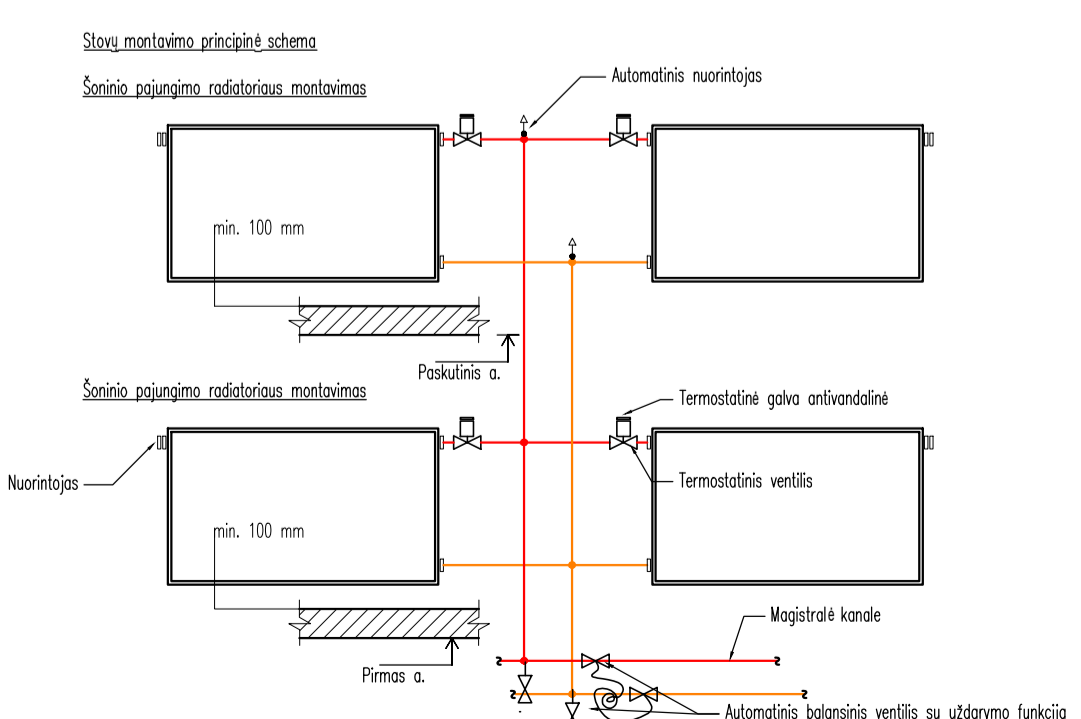 Stovų montavimo principinė schema
Automatinis nuorintojas
Šoninio pajungimo radiatoriaus montavimas
min. 100 mm
Paskutinis a.
Šoninio pajungimo radiatoriaus montavimas
Termostatinė galva antivandalinė
Nuorintojas
Termostatinis ventilis
min. 100 mm
Magistralė kanale
Pirmas a.
Automatinis balansinis ventilis su uždarymo funkcija